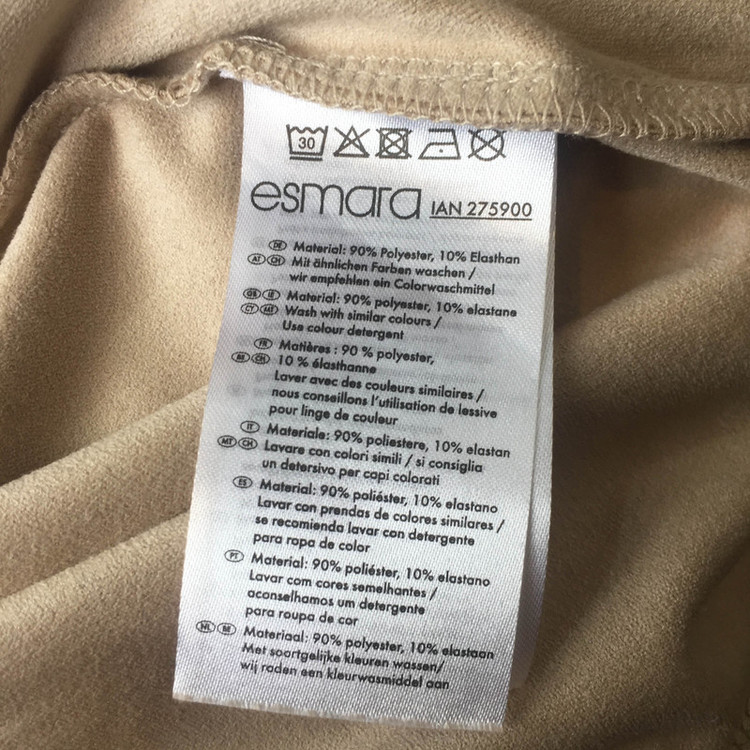 30
esmara IAN 275900
DE Material: 90% Polyester, 10% Elasthan
AT CH Mit ähnlichen Farben waschen /
wir empfehlen ein Colorwaschmittel
GB IE Material: 90% polyester, 10% elastane
CY MT Wash with similar colours /
Use colour detergent
FR Matières : 90 % polyester,
BE CH 10 % élasthanne
Laver avec des couleurs similaires /
nous conseillons l'utilisation de lessive
pour linge de couleur
IT Materiale: 90% poliestere, 10% elastan
MT CH Lavare con colori simili / si consiglia
un detersivo per capi colorati
ES Material: 90% poliéster, 10% elastano
Lavar con prendas de colores similares /
se recomienda lavar con detergente
para ropa de color
PT Material: 90% poliéster, 10% elastano
Lavar com cores semelhantes /
aconselhamos um detergente
para roupa de cor
NL BE Materiaal: 90% polyester, 10% elastaan
Met soortgelijke kleuren wassen/
wij raden een kleurwasmiddel aan